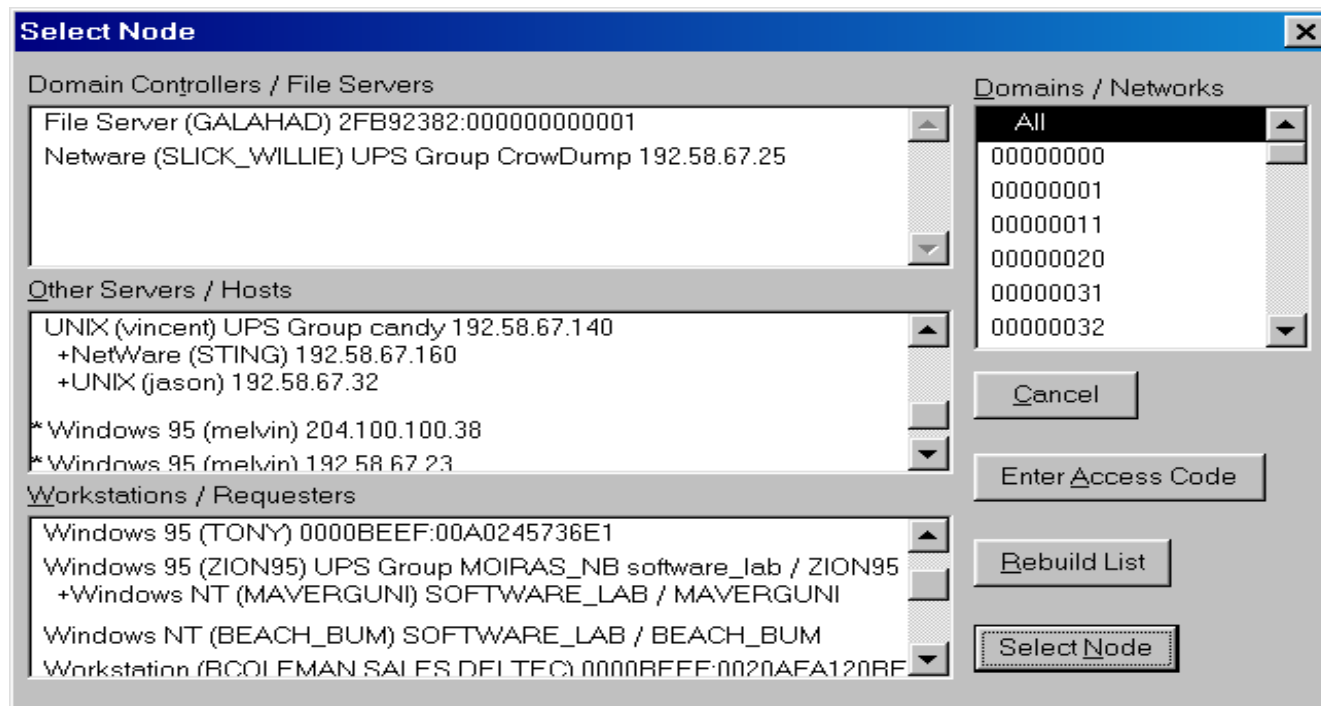 Select Node
Domain Controllers / File Servers
File Server (GALAHAD) 2FB92382:000000000001
Netware (SLICK_WILLIE) UPS Group CrowDump 192.58.67.25
Other Servers / Hosts
UNIX (vincent) UPS Group candy 192.58.67.140
+NetWare (STING) 192.58.67.160
+UNIX (jason) 192.58.67.32
* Windows 95 (melvin) 204.100.100.38
* Windows 95 (melvin) 192.58.67.23
Workstations / Requesters
Windows 95 (TONY) 0000BEEF:00A0245736E1
Windows 95 (ZION95) UPS Group MOIRAS_NB software_lab / ZION95
+Windows NT (MAVERGUNI) SOFTWARE_LAB / MAVERGUNI
Windows NT (BEACH_BUM) SOFTWARE_LAB / BEACH_BUM
Workstation (RCOLEMAN.SALES.DELTEC)
Domains / Networks
All
00000000
00000001
00000011
00000020
00000031
00000032
Cancel
Enter Access Code
Rebuild List
Select Node